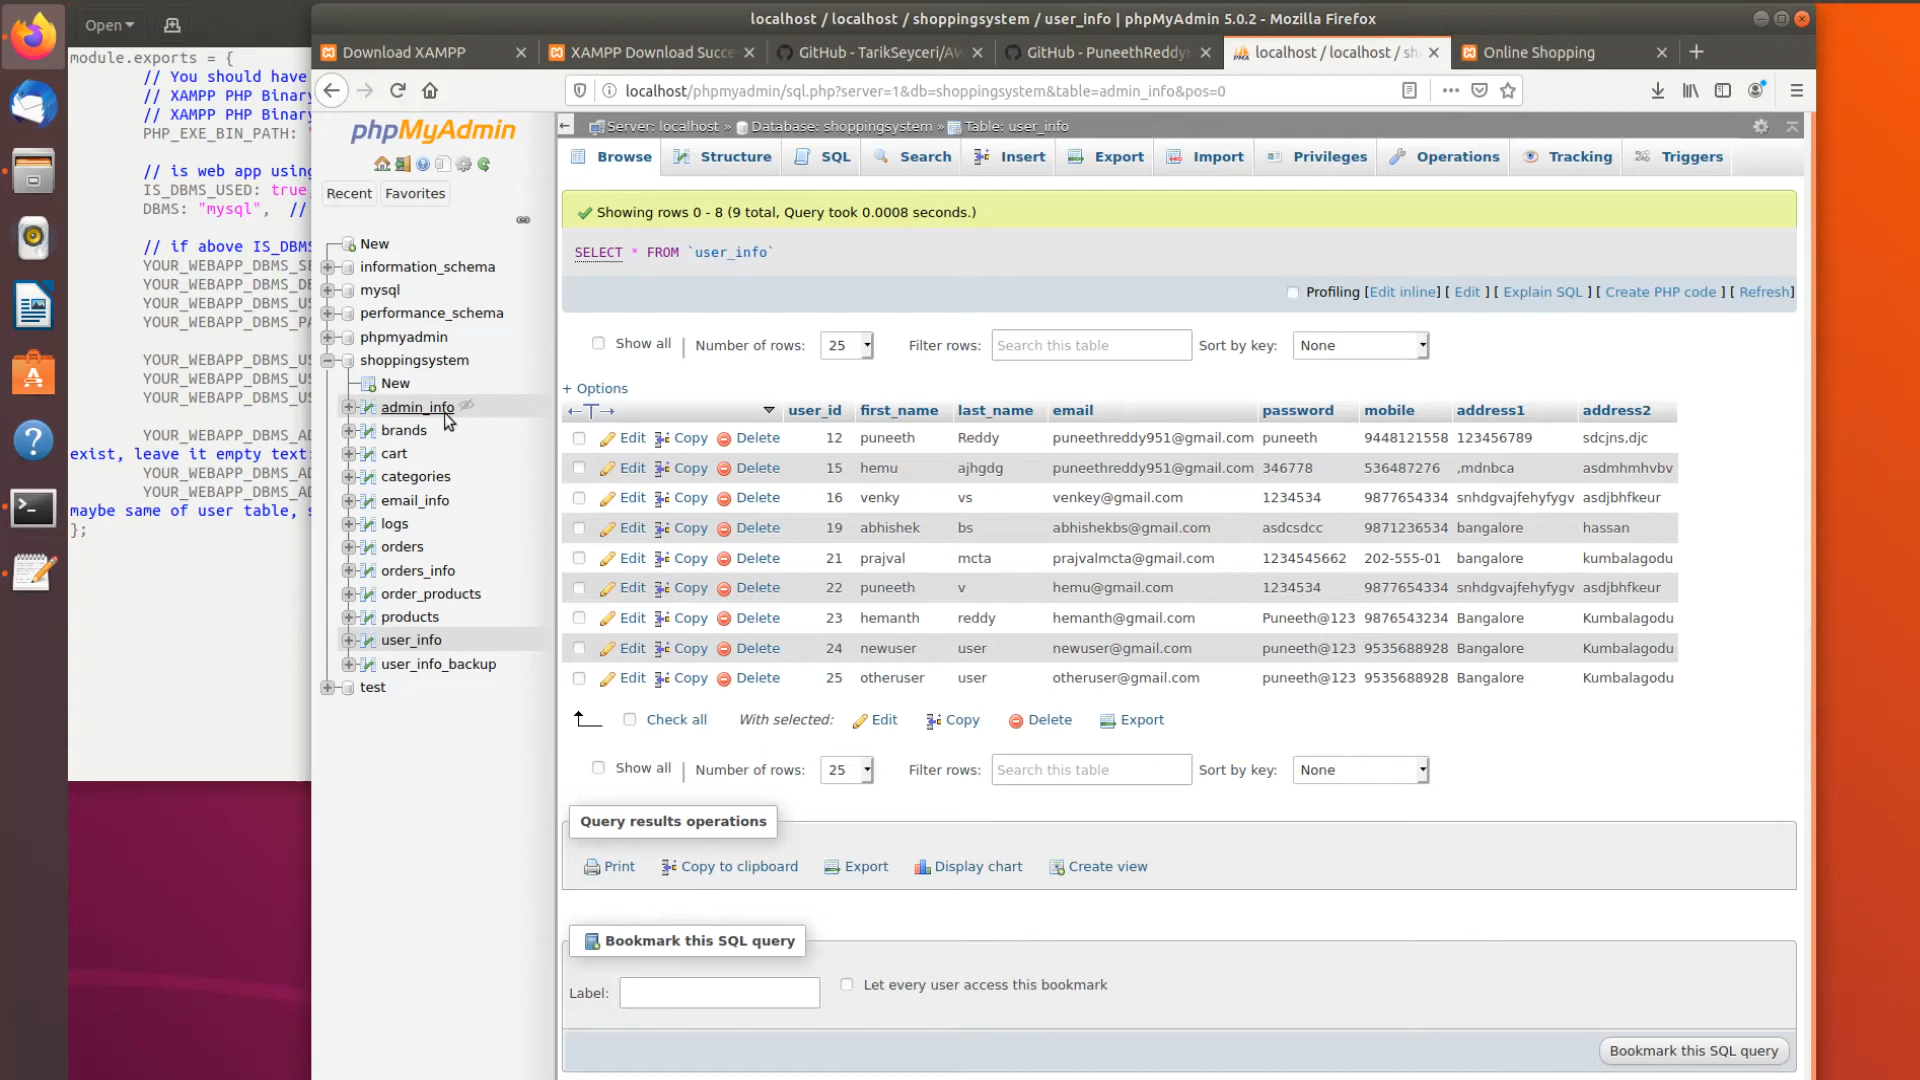 localhost / localhost / shoppingsystem / user_info | phpMyAdmin 5.0.2 - Mozilla Firefox
Open
Download XAMPP
XAMPP Download Succe
GitHub - TarikSeyceri/A
GitHub - PuneethReddy
localhost / localhost / sh
Online Shopping
localhost/phpmyadmin/sql.php?server=1&db=shoppingsystem&table=admin_info&pos=0
module.exports = {
// You should have
// XAMPP PHP Binary
// XAMPP PHP Binary
PHP_EXE_BIN_PATH:
// is web app using
IS_DBMS_USED: true,
DBMS: "mysql", //
// if above IS_DBMS
YOUR_WEBAPP_DBMS_SE
YOUR_WEBAPP_DBMS_DE
YOUR_WEBAPP_DBMS_US
YOUR_WEBAPP_DBMS_PA
YOUR_WEBAPP_DBMS_US
YOUR_WEBAPP_DBMS_US
YOUR_WEBAPP_DBMS_US
YOUR_WEBAPP_DBMS_AD
exist, leave it empty text:
YOUR_WEBAPP_DBMS_AD
YOUR_WEBAPP_DBMS_AD
maybe same of user table, s
};
phpMyAdmin
Recent
Favorites
New
information_schema
mysql
performance_schema
phpmyadmin
shoppingsystem
New
admin_info
brands
cart
categories
email_info
logs
orders
orders_info
order_products
products
user_info
user_info_backup
test
Server: localhost » Database: shoppingsystem » Table: user_info
Browse Structure SQL Search Insert Export Import Privileges Operations Tracking Triggers
Showing rows 0 - 8 (9 total, Query took 0.0008 seconds.)
SELECT * FROM `user_info`
Profiling [Edit inline] [ Edit ] [ Explain SQL ] [ Create PHP code ] [ Refresh]
Show all | Number of rows: 25 Filter rows: Search this table Sort by key: None
+ Options
user_id first_name last_name email password mobile address1 address2
Edit Copy Delete 12 puneeth Reddy puneethreddy951@gmail.com puneeth 9448121558 123456789 sdcjns,djc
Edit Copy Delete 15 hemu ajhgdg puneethreddy951@gmail.com 346778 536487276 ,mdnbca asdmhmhvbv
Edit Copy Delete 16 venky vs venkey@gmail.com 1234534 9877654334 snhdgvajfehyfygv asdjbhfkeur
Edit Copy Delete 19 abhishek bs abhishekbs@gmail.com asdcsdcc 9871236534 bangalore hassan
Edit Copy Delete 21 prajval mcta prajvalmcta@gmail.com 1234545662 202-555-01 bangalore kumbalagodu
Edit Copy Delete 22 puneeth v hemu@gmail.com 1234534 9877654334 snhdgvajfehyfygv asdjbhfkeur
Edit Copy Delete 23 hemanth reddy hemanth@gmail.com Puneeth@123 9876543234 Bangalore Kumbalagodu
Edit Copy Delete 24 newuser user newuser@gmail.com puneeth@123 9535688928 Bangalore Kumbalagodu
Edit Copy Delete 25 otheruser user otheruser@gmail.com puneeth@123 9535688928 Bangalore Kumbalagodu
Check all With selected: Edit Copy Delete Export
Show all | Number of rows: 25 Filter rows: Search this table Sort by key: None
Query results operations
Print Copy to clipboard Export Display chart Create view
Bookmark this SQL query
Label: Let every user access this bookmark
Bookmark this SQL query